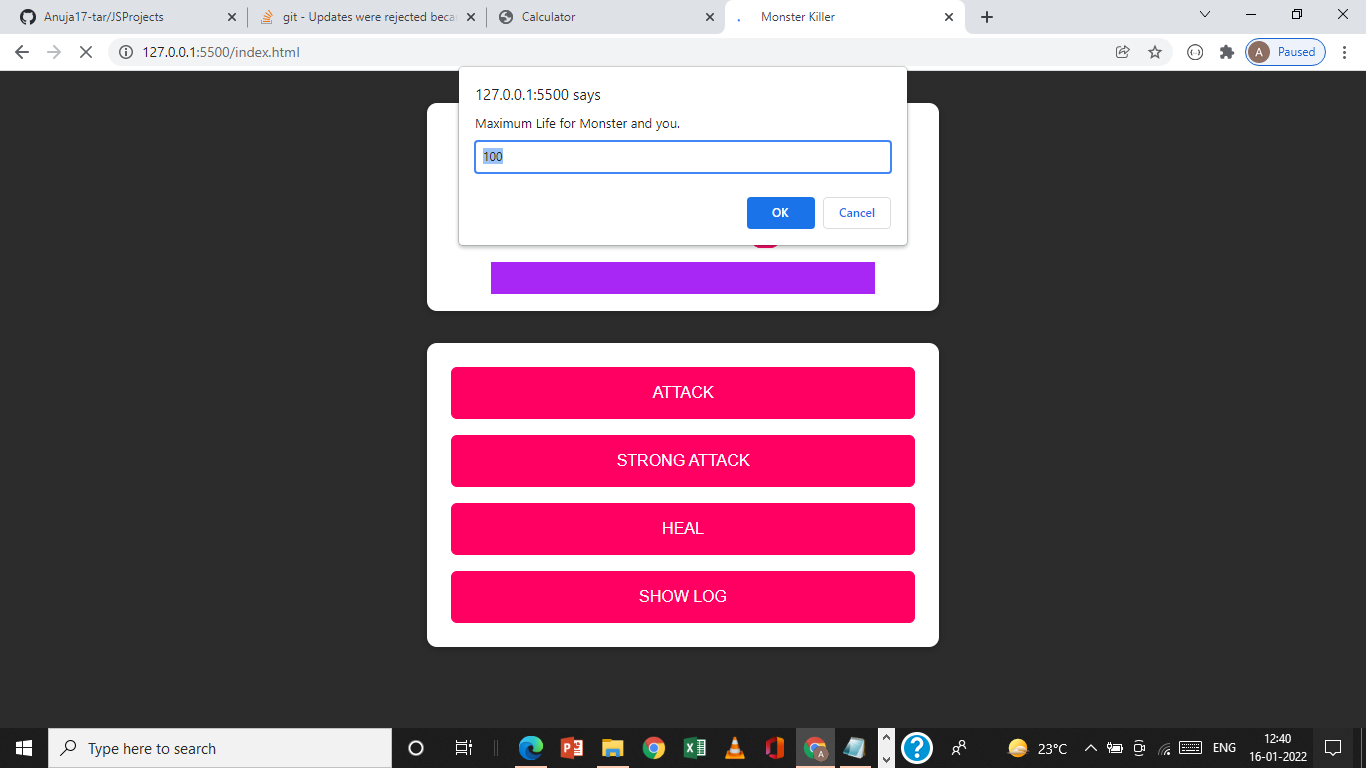 Anuja17-tar/JSProjects
git - Updates were rejected beca
Calculator
Monster Killer
127.0.0.1:5500/index.html
A
Paused
127.0.0.1:5500 says
Maximum Life for Monster and you.
100
OK
Cancel
ATTACK
STRONG ATTACK
HEAL
SHOW LOG
Type here to search
A
23°C
ENG
12:40
16-01-2022